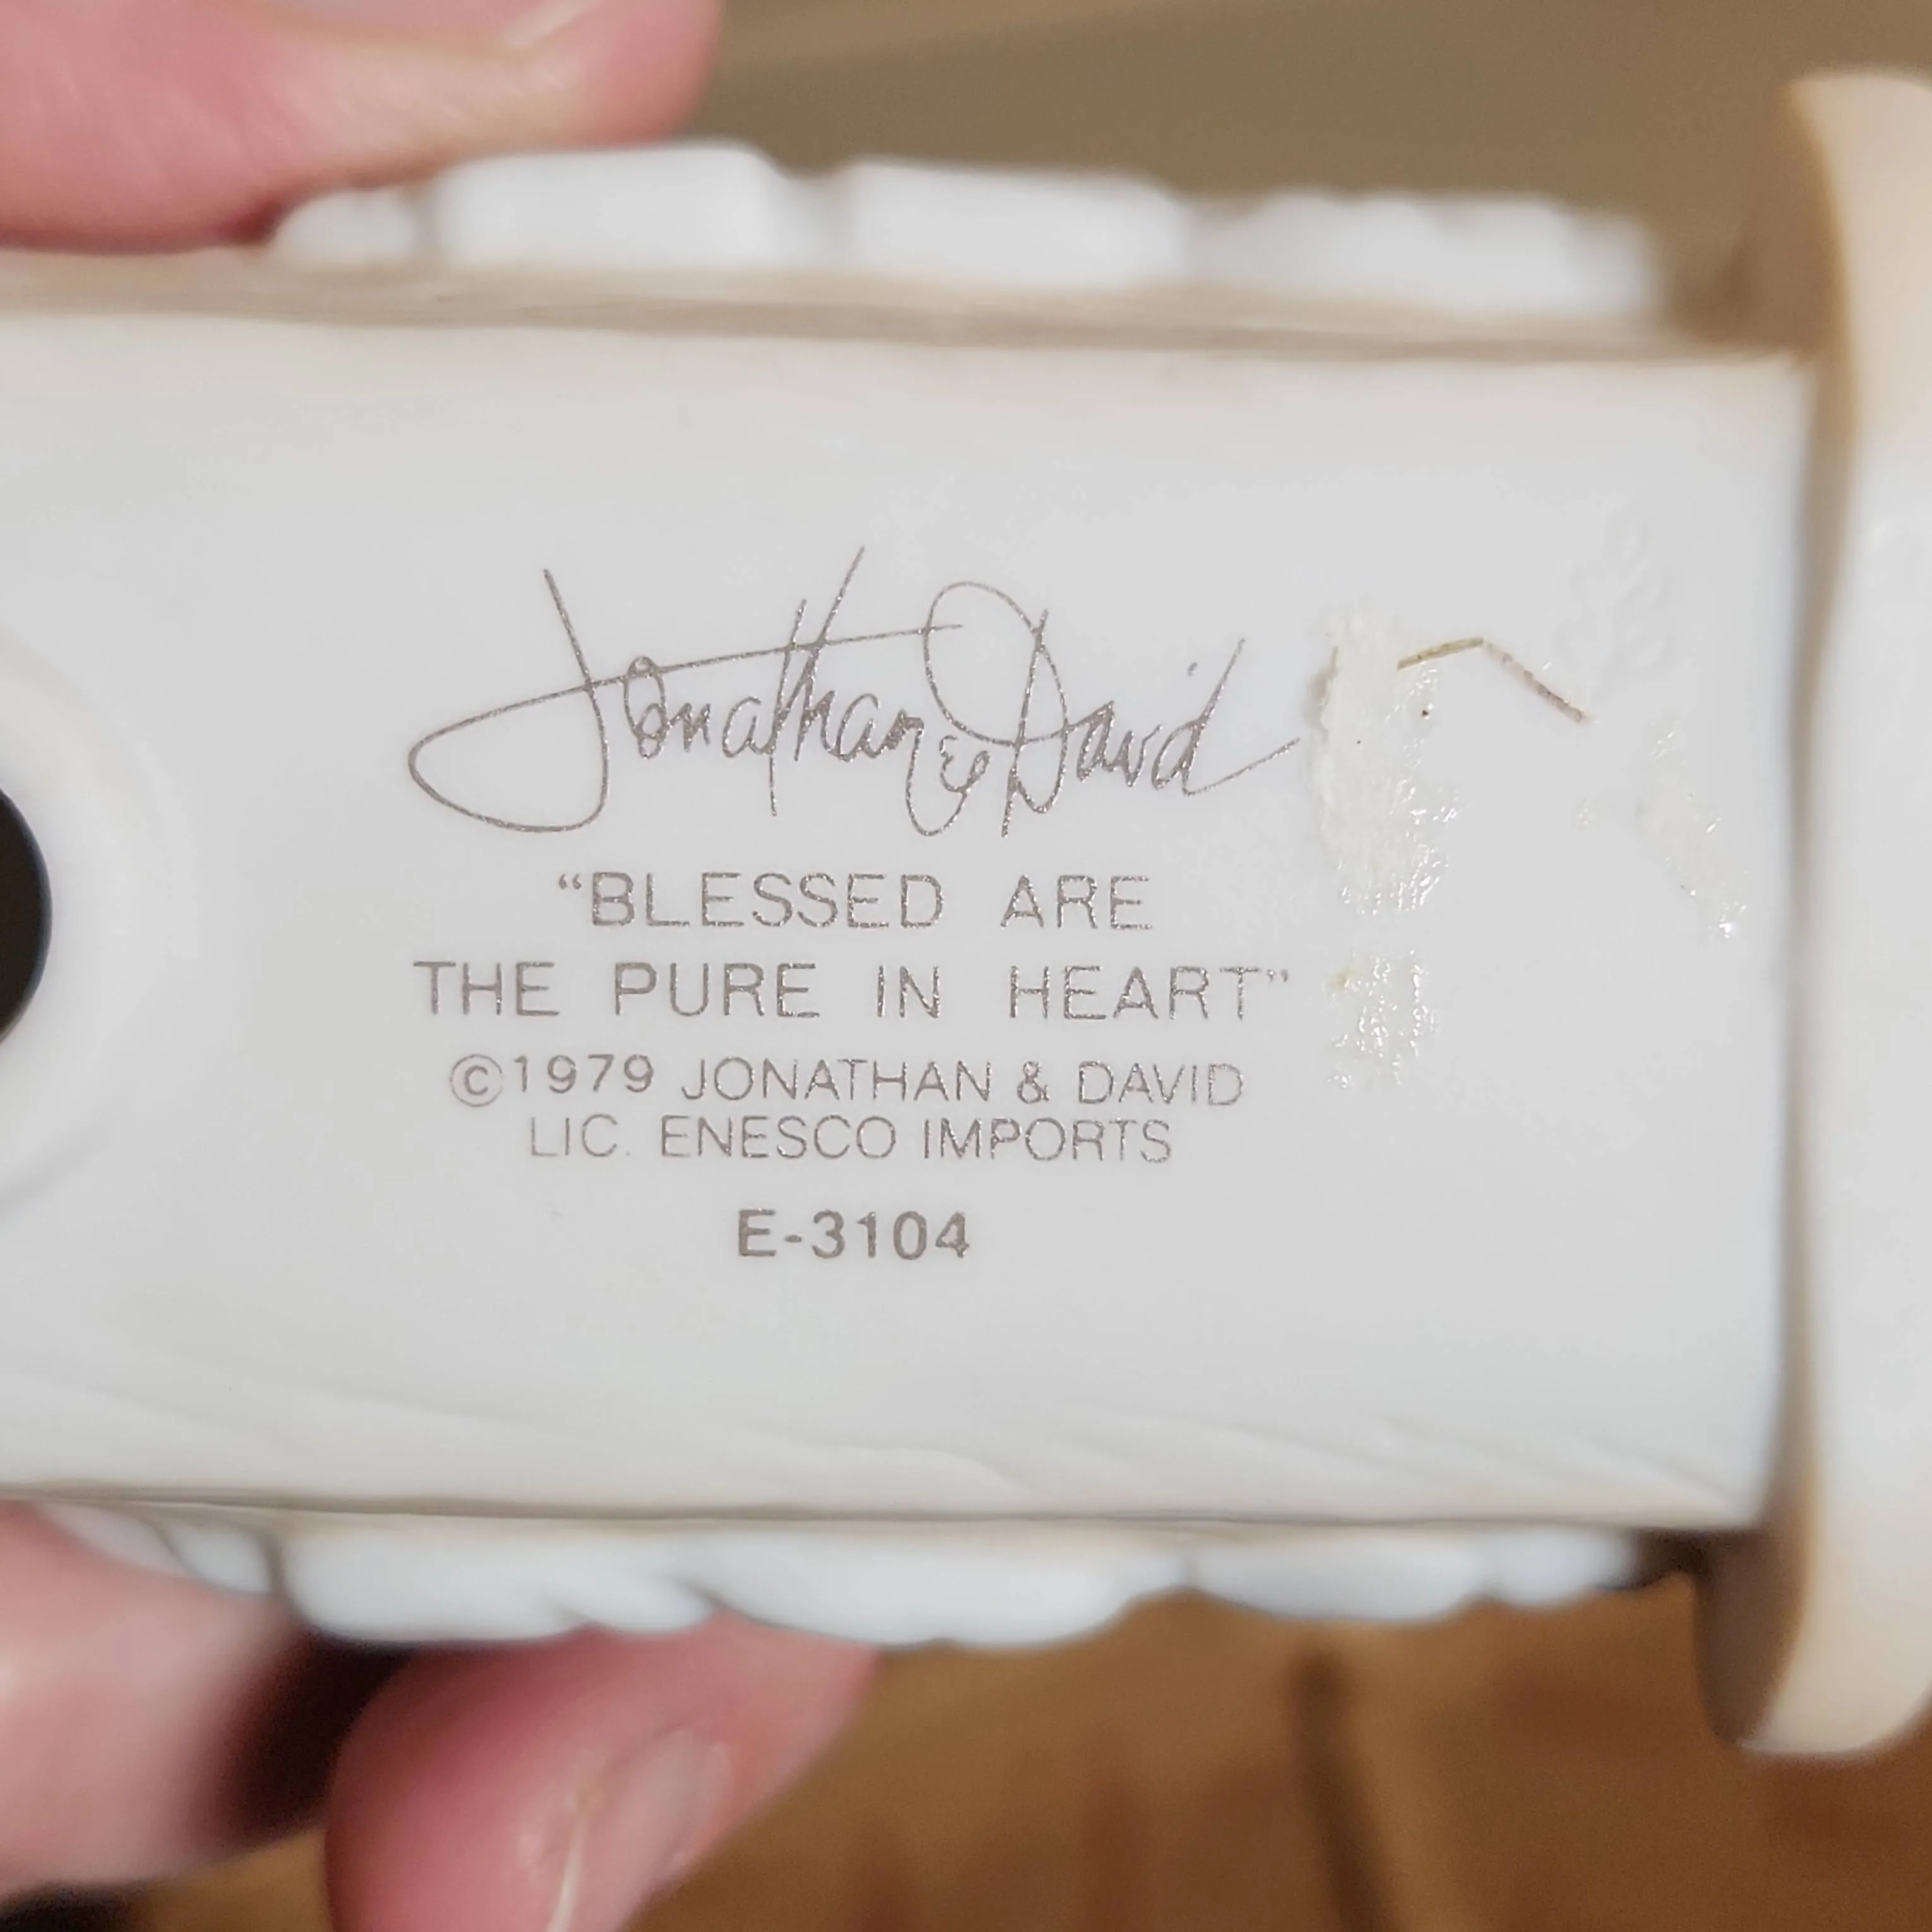 Jonathan & David
“BLESSED ARE
THE PURE IN HEART”
©1979 JONATHAN & DAVID
LIC. ENESCO IMPORTS
E-3104